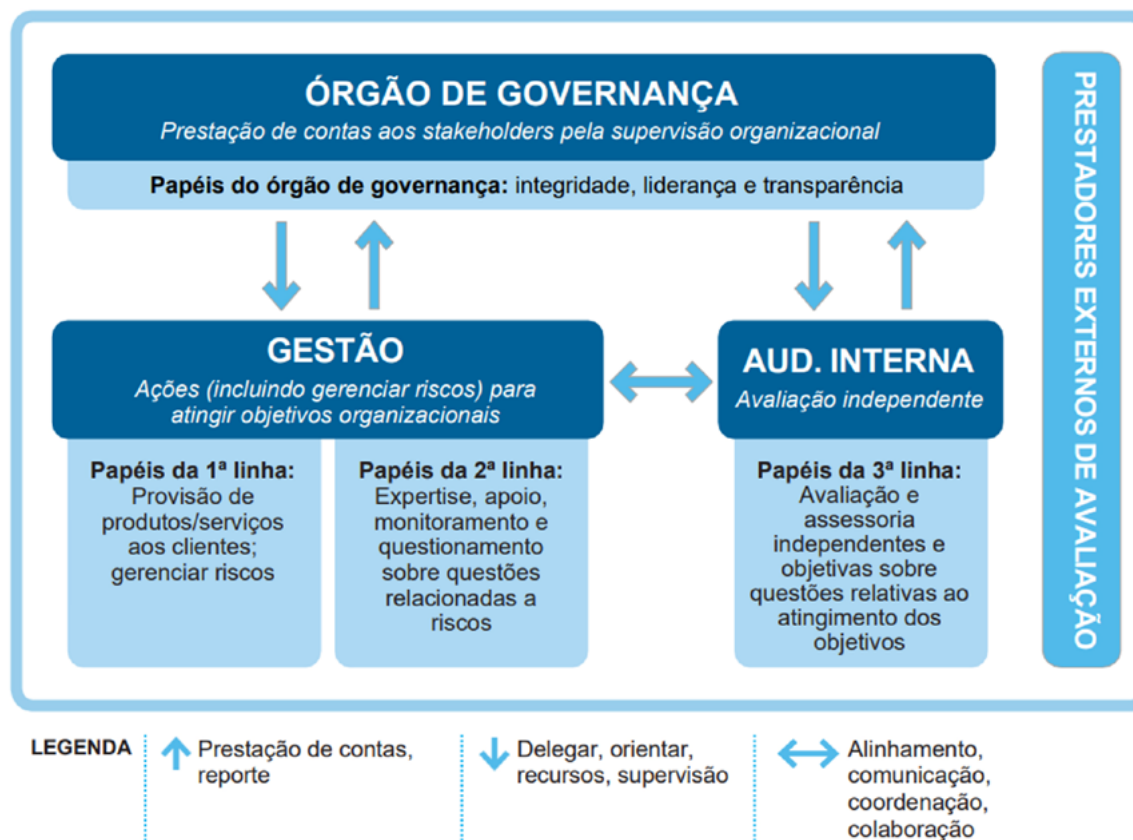 ÓRGÃO DE GOVERNANÇA
Prestação de contas aos stakeholders pela supervisão organizacional
Papéis do órgão de governança: integridade, liderança e transparência
GESTÃO
Ações (incluindo gerenciar riscos) para
atingir objetivos organizacionais
Papéis da 1ª linha:
Provisão de
produtos/serviços
aos clientes;
gerenciar riscos
Papéis da 2ª linha:
Expertise, apoio,
monitoramento e
questionamento
sobre questões
relacionadas a
riscos
AUD. INTERNA
Avaliação independente
Papéis da 3ª linha:
Avaliação e
assessoria
independentes e
objetivas sobre
questões relativas ao
atingimento dos
objetivos
PRESTADORES EXTERNOS DE AVALIAÇÃO
LEGENDA
Prestação de contas,
reporte
Delegar, orientar,
recursos, supervisão
Alinhamento,
comunicação,
coordenação,
colaboração